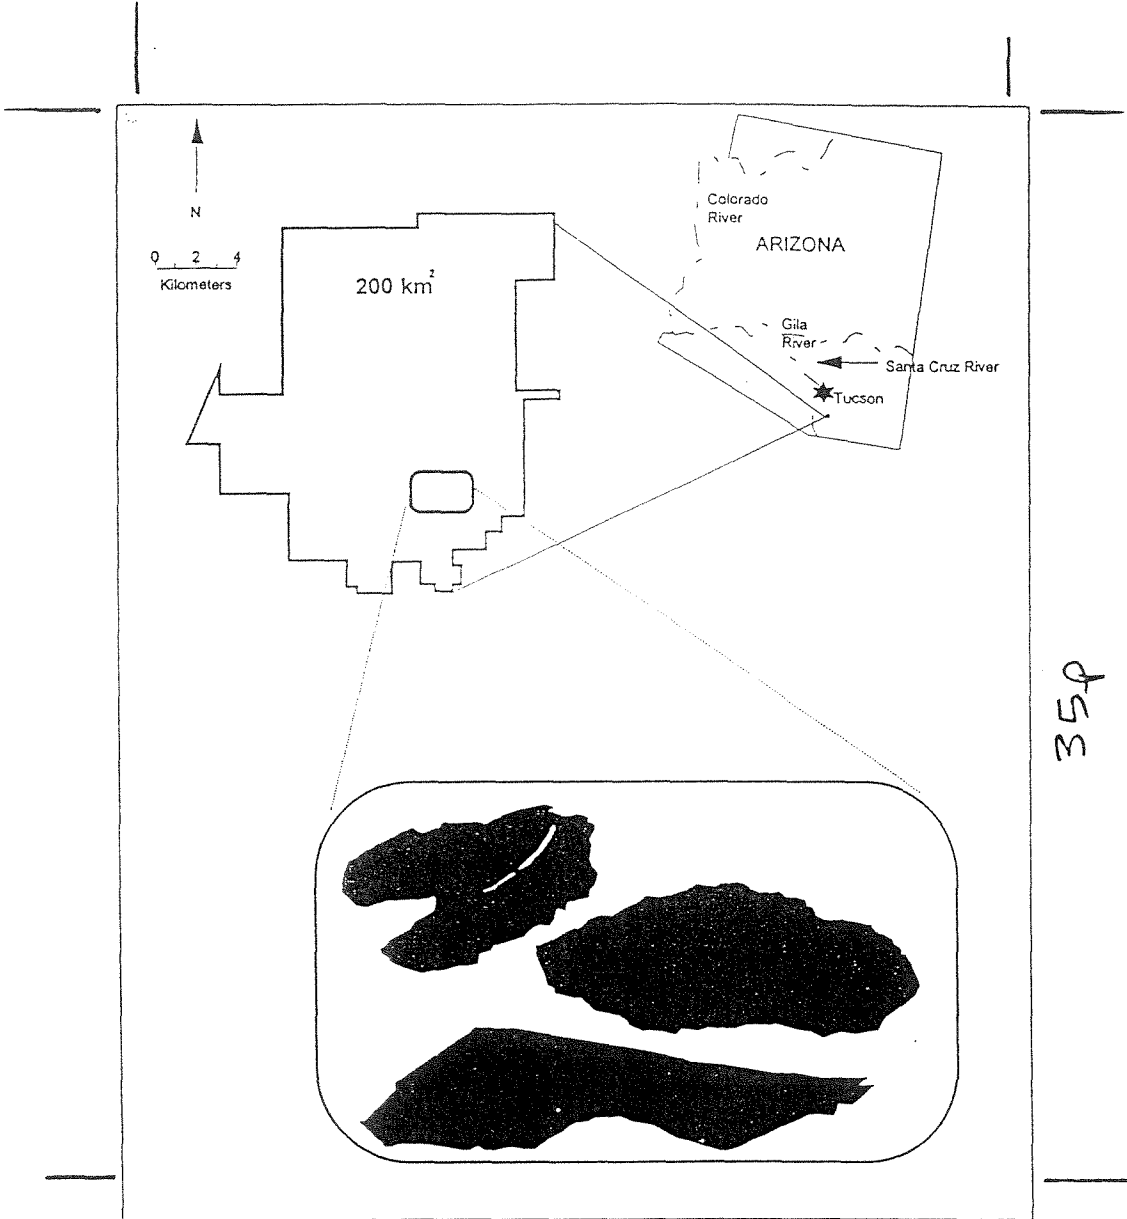 N
0 2 4
Kilometers
200 km²
Colorado
River
ARIZONA
Gila
River
Santa Cruz River
Tucson
35p